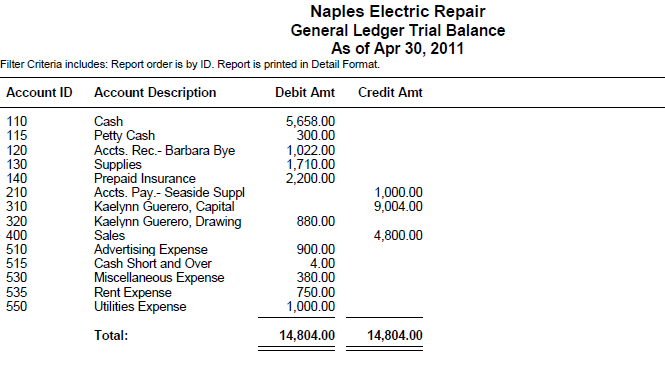 Naples Electric Repair
General Ledger Trial Balance
As of Apr 30, 2011
Filter Criteria includes: Report order is by ID. Report is printed in Detail Format.
Account ID Account Description Debit Amt Credit Amt
110 Cash 5,658.00
115 Petty Cash 300.00
120 Accts. Rec.- Barbara Bye 1,022.00
130 Supplies 1,710.00
140 Prepaid Insurance 2,200.00
210 Accts. Pay.- Seaside Suppl 1,000.00
310 Kaelynn Guerero, Capital 9,004.00
320 Kaelynn Guerero, Drawing 880.00
400 Sales 4,800.00
510 Advertising Expense 900.00
515 Cash Short and Over 4.00
530 Miscellaneous Expense 380.00
535 Rent Expense 750.00
550 Utilities Expense 1,000.00
Total: 14,804.00 14,804.00